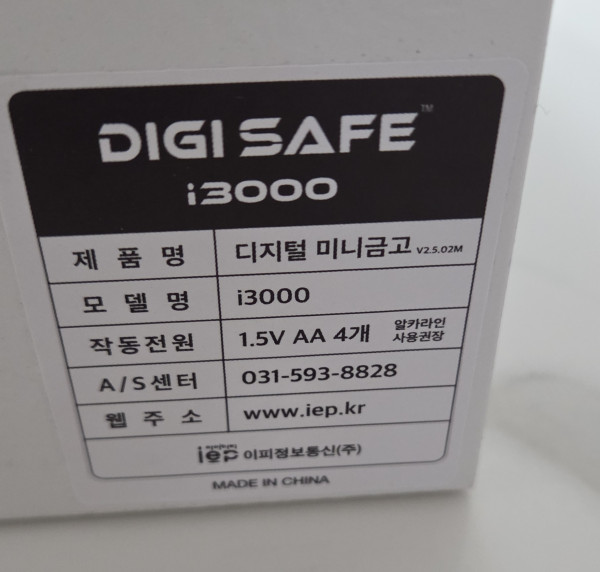 DIGI SAFE™
i3000
제 품 명 디지털 미니금고 V2.5.02M
모 델 명 i3000
작동전원 1.5V AA 4개 알카라인 사용권장
A/S센터 031-593-8828
웹 주 소 www.iep.kr
iep 이피정보통신(주)
MADE IN CHINA